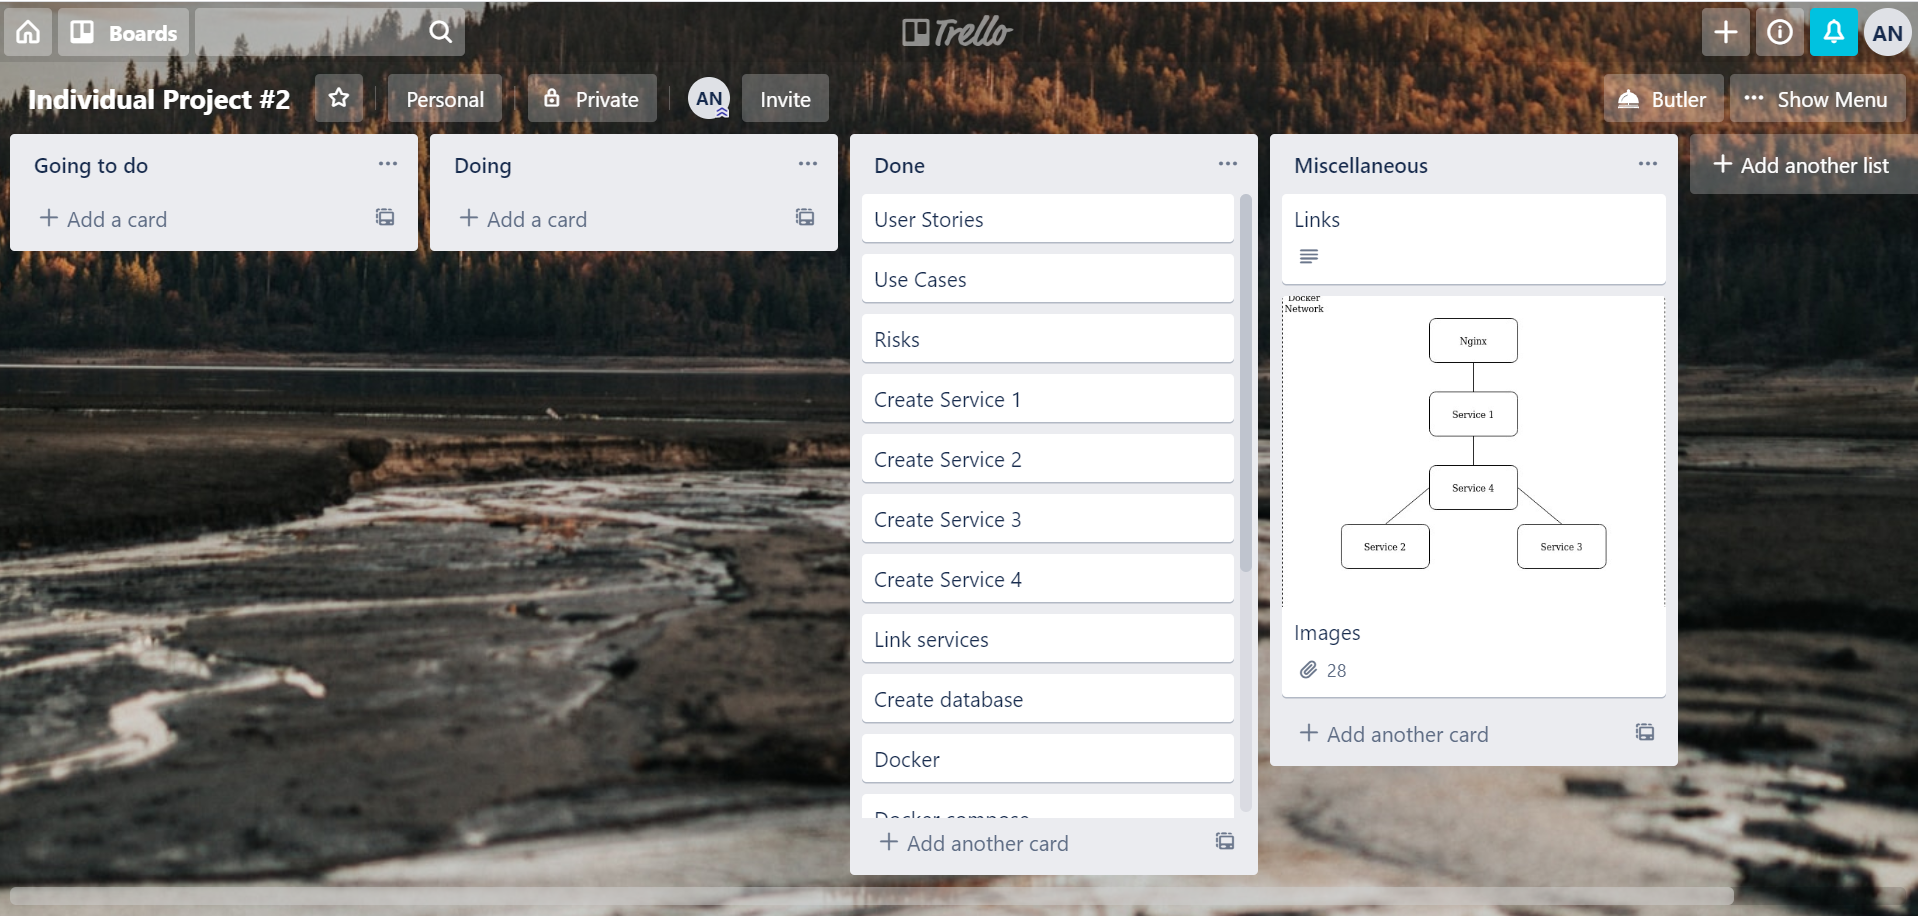 Boards
Trello
AN
Individual Project #2
Personal
Private
AN
Invite
Butler
Show Menu
Going to do
Add a card
Doing
Add a card
Done
User Stories
Use Cases
Risks
Create Service 1
Create Service 2
Create Service 3
Create Service 4
Link services
Create database
Docker
Docker compose
Add another card
Miscellaneous
Links
Docker
Network
Nginx
Service 1
Service 4
Service 2
Service 3
Images
28
Add another card
Add another list